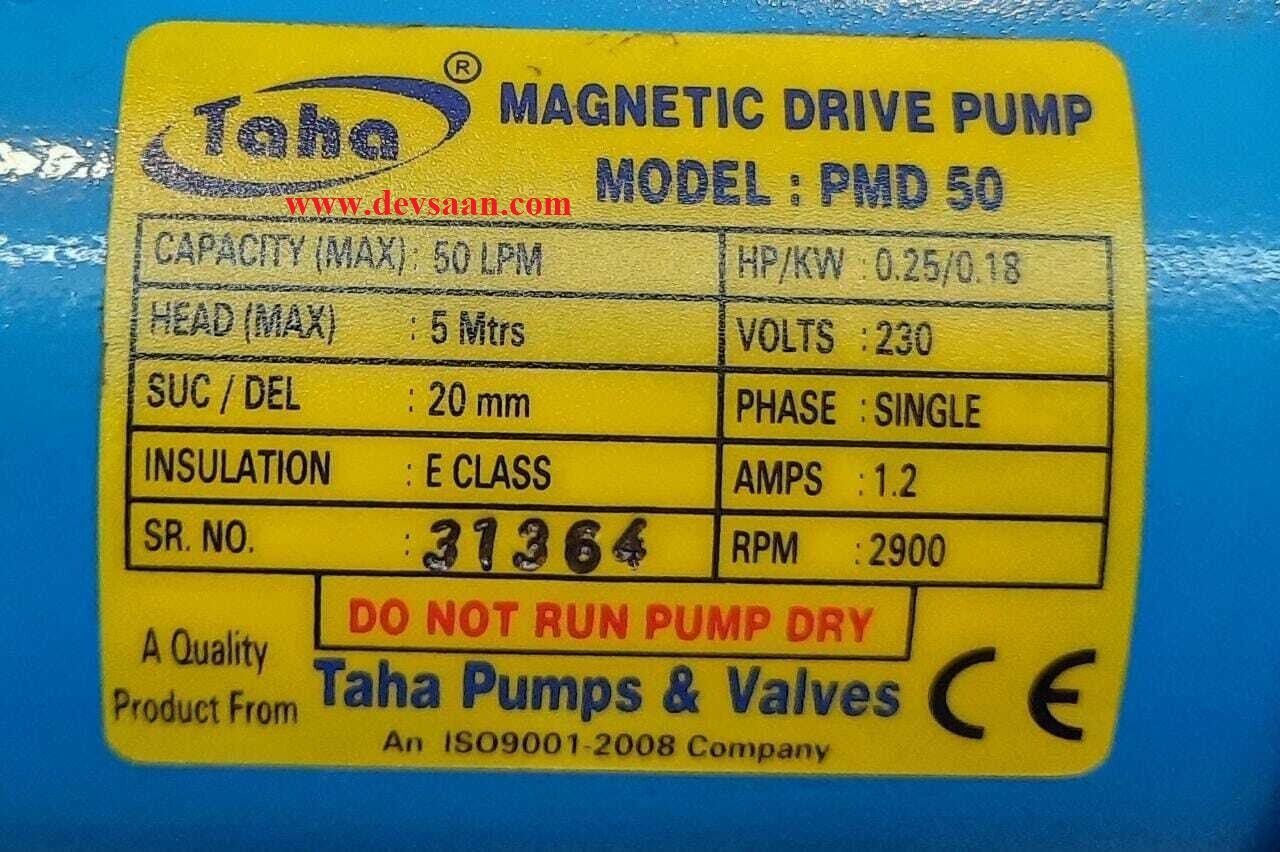 Taha ®
MAGNETIC DRIVE PUMP
MODEL : PMD 50
www.devsaan.com
CAPACITY (MAX) : 50 LPM
HP/KW : 0.25/0.18
HEAD (MAX) : 5 Mtrs
VOLTS : 230
SUC / DEL : 20 mm
PHASE : SINGLE
INSULATION : E CLASS
AMPS : 1.2
SR. NO. : 31364
RPM : 2900
DO NOT RUN PUMP DRY
A Quality
Product From
Taha Pumps & Valves
CE
An ISO9001-2008 Company